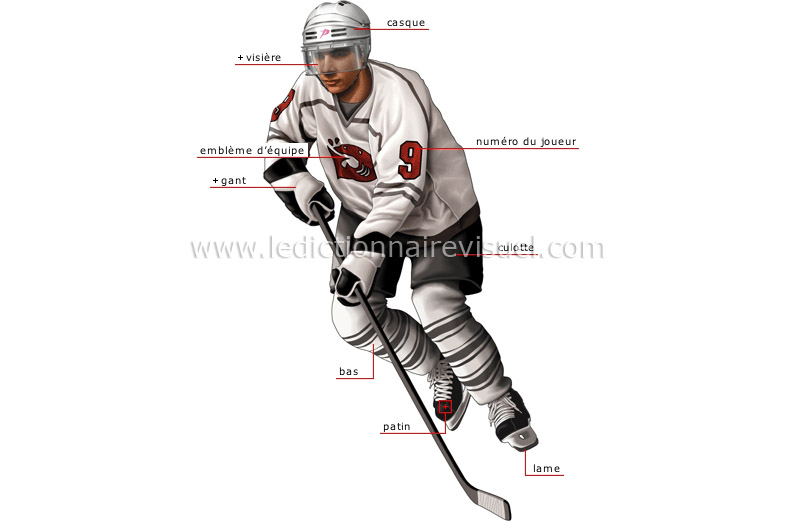 casque
+ visière
emblème d'équipe
9
numéro du joueur
+ gant
www.ledictionnairevisuel.com
culotte
bas
patin
lame